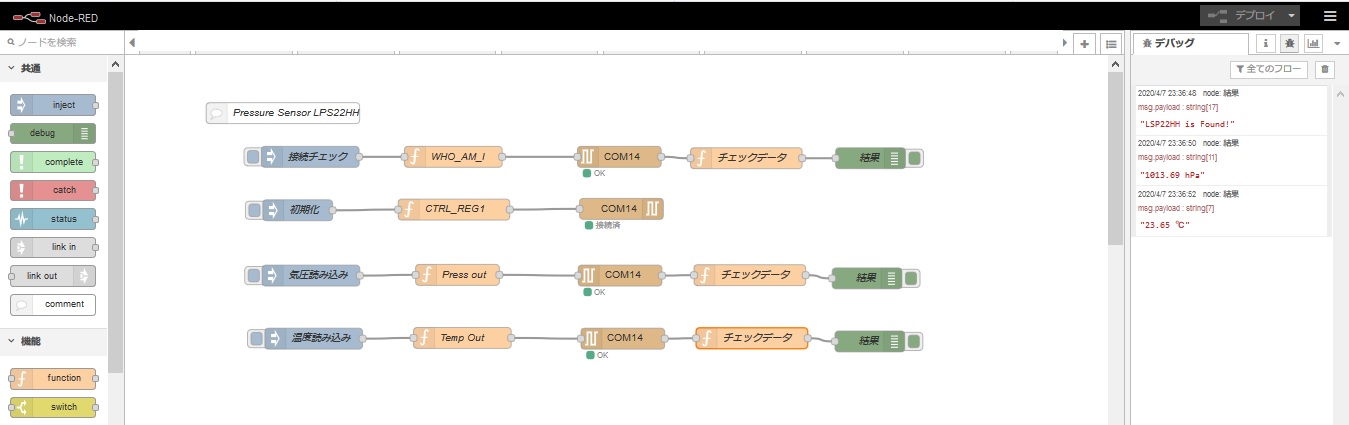 Node-RED
デプロイ
ノードを検索
共通
inject
debug
complete
catch
status
link in
link out
comment
機能
function
switch
Pressure Sensor LPS22HH
接続チェック
WHO_AM_I
COM14
OK
チェックデータ
結果
初期化
CTRL_REG1
COM14
接続済
気圧読み込み
Press out
COM14
OK
チェックデータ
結果
温度読み込み
Temp Out
COM14
OK
チェックデータ
結果
デバッグ
i
全てのフロー
2020/4/7 23:36:48 node: 結果
msg.payload : string[17]
"LSP22HH is Found!"
2020/4/7 23:36:50 node: 結果
msg.payload : string[11]
"1013.69 hPa"
2020/4/7 23:36:52 node: 結果
msg.payload : string[7]
"23.65 ℃"